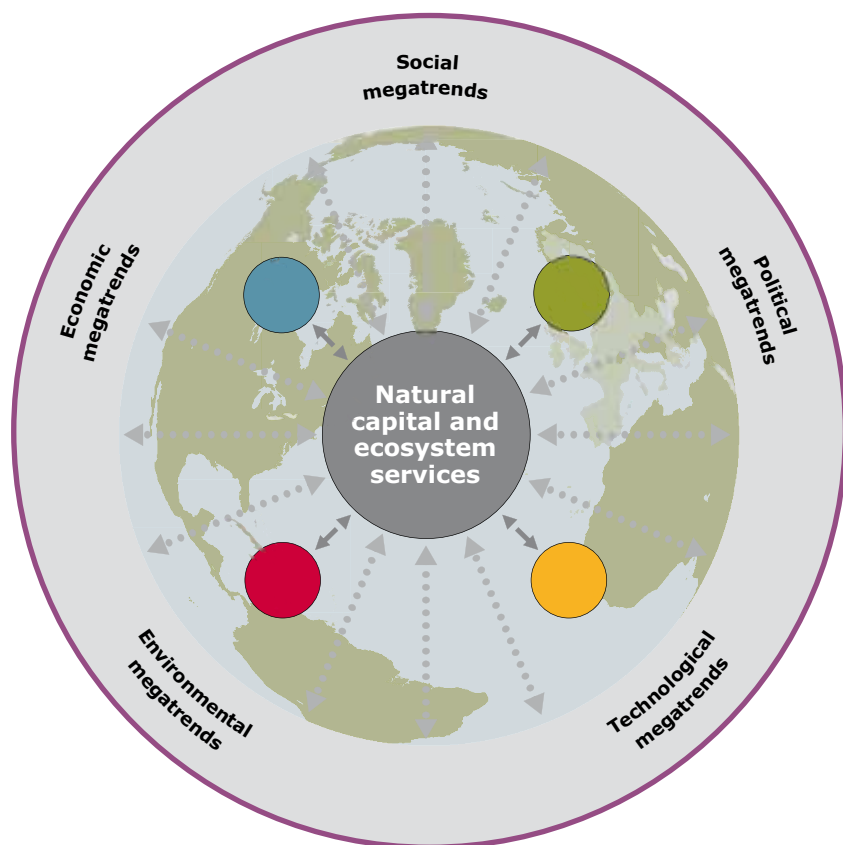 Social
megatrends
Economic
megatrends
Political
megatrends
Natural
capital and
ecosystem
services
Environmental
megatrends
Technological
megatrends